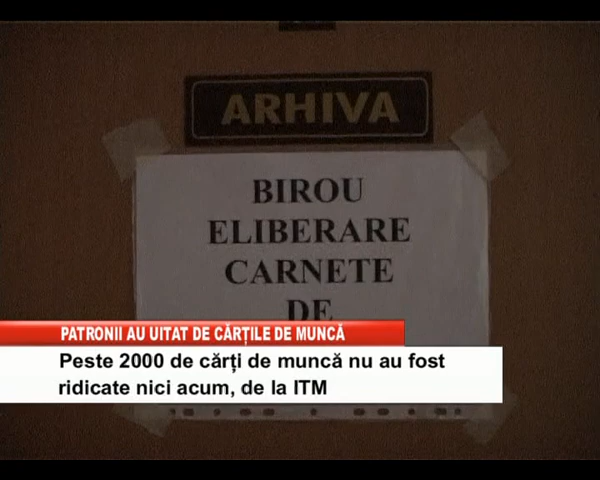 ARHIVA
BIROU
ELIBERARE
CARNETE
DE
PATRONII AU UITAT DE CĂRȚILE DE MUNCĂ
Peste 2000 de cărți de muncă nu au fost
ridicate nici acum, de la ITM